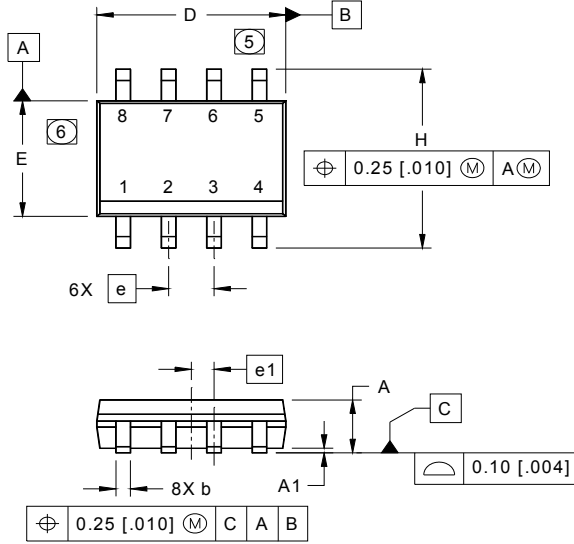 D
B
5
A
8 7 6 5
6
E
H
⌖ 0.25 [.010] Ⓜ A Ⓜ
1 2 3 4
6X e
e1
A
C
8X b
A1
⌓ 0.10 [.004]
⌖ 0.25 [.010] Ⓜ C A B